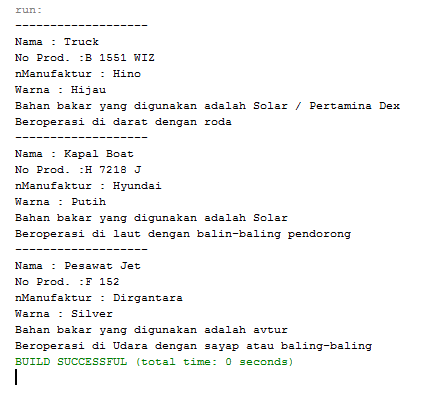 run:
-------------------
Nama : Truck
No Prod. :B 1551 WIZ
nManufaktur : Hino
Warna : Hijau
Bahan bakar yang digunakan adalah Solar / Pertamina Dex
Beroperasi di darat dengan roda
-------------------
Nama : Kapal Boat
No Prod. :H 7218 J
nManufaktur : Hyundai
Warna : Putih
Bahan bakar yang digunakan adalah Solar
Beroperasi di laut dengan balin-baling pendorong
-------------------
Nama : Pesawat Jet
No Prod. :F 152
nManufaktur : Dirgantara
Warna : Silver
Bahan bakar yang digunakan adalah avtur
Beroperasi di Udara dengan sayap atau baling-baling
BUILD SUCCESSFUL (total time: 0 seconds)